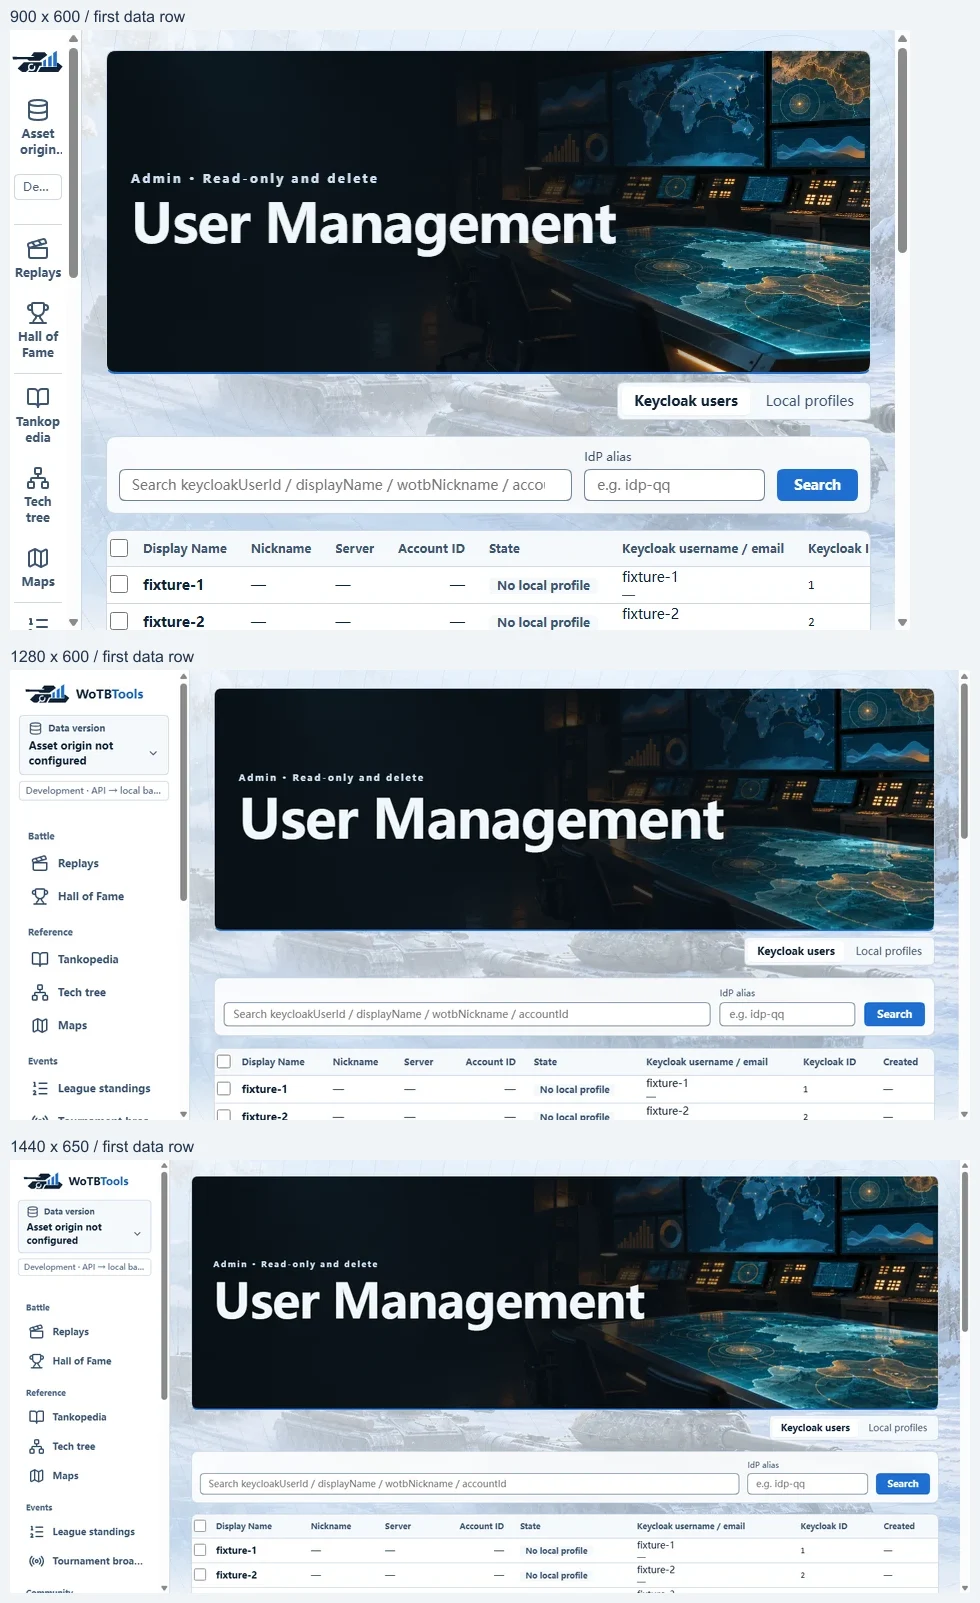 900 x 600 / first data row
Asset
origin..
De...
Replays
Hall of
Fame
Tankop
edia
Tech
tree
Maps
Admin • Read-only and delete
User Management
Keycloak users
Local profiles
IdP alias
Search keycloakUserId / displayName / wotbNickname / accou
e.g. idp-qq
Search
Display Name Nickname Server Account ID State Keycloak username / email Keycloak I
fixture-1 — — — No local profile fixture-1 — 1
fixture-2 — — — No local profile fixture-2 2
1280 x 600 / first data row
WoTBTools
Data version
Asset origin not
configured
Development · API → local ba...
Battle
Replays
Hall of Fame
Reference
Tankopedia
Tech tree
Maps
Events
League standings
Admin • Read-only and delete
User Management
Keycloak users
Local profiles
IdP alias
Search keycloakUserId / displayName / wotbNickname / accountId
e.g. idp-qq
Search
Display Name Nickname Server Account ID State Keycloak username / email Keycloak ID Created
fixture-1 — — — No local profile fixture-1 — 1 —
fixture-2 — — — No local profile fixture-2 2 —
1440 x 650 / first data row
WoTBTools
Data version
Asset origin not
configured
Development · API → local ba...
Battle
Replays
Hall of Fame
Reference
Tankopedia
Tech tree
Maps
Events
League standings
Tournament broa...
Community
Admin • Read-only and delete
User Management
Keycloak users
Local profiles
IdP alias
Search keycloakUserId / displayName / wotbNickname / accountId
e.g. idp-qq
Search
Display Name Nickname Server Account ID State Keycloak username / email Keycloak ID Created
fixture-1 — — — No local profile fixture-1 — 1 —
fixture-2 — — — No local profile fixture-2 — 2 —